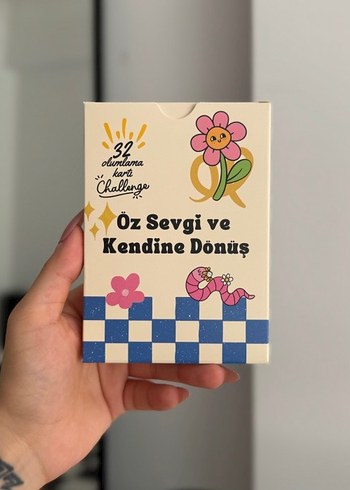 32
olumlama
kartı
Challenge
Öz Sevgi ve
Kendine Dönüş